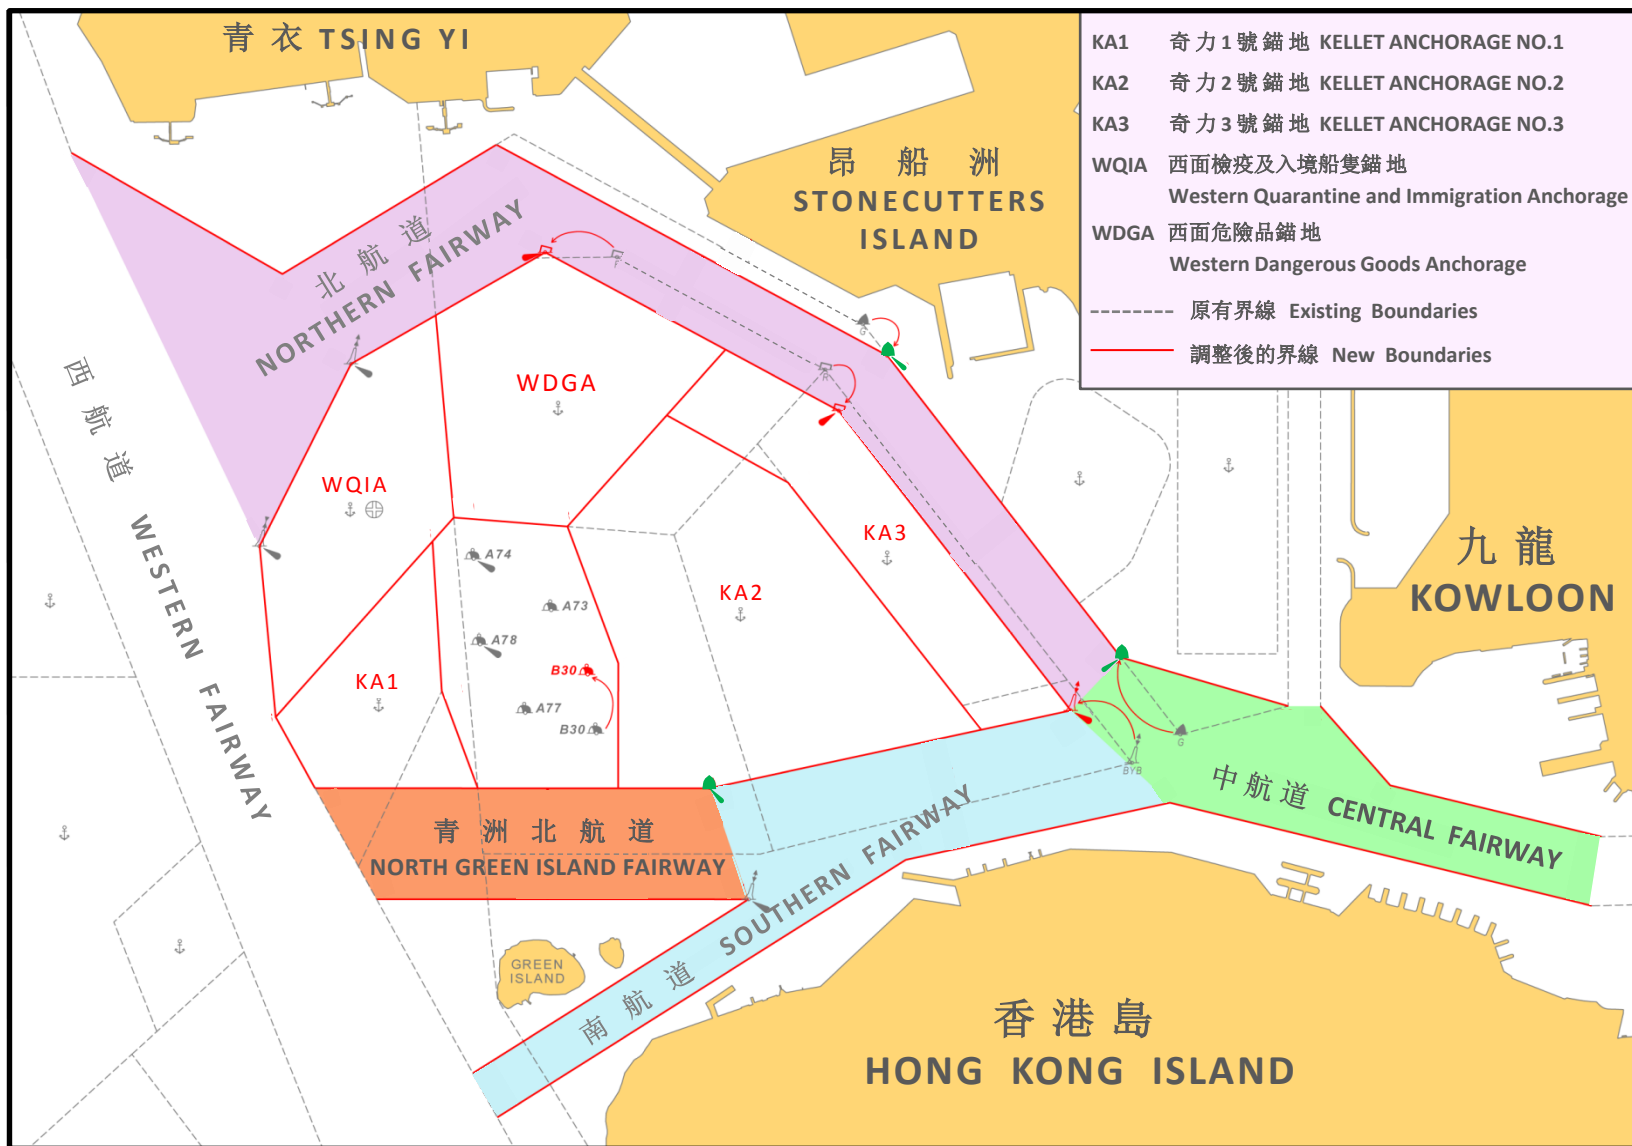 青衣 TSING YI
KA1 奇力1號錨地 KELLET ANCHORAGE NO.1
KA2 奇力2號錨地 KELLET ANCHORAGE NO.2
KA3 奇力3號錨地 KELLET ANCHORAGE NO.3
WQIA 西面檢疫及入境船隻錨地
Western Quarantine and Immigration Anchorage
WDGA 西面危險品錨地
Western Dangerous Goods Anchorage
原有界線 Existing Boundaries
調整後的界線 New Boundaries
昂船洲
STONECUTTERS
ISLAND
北航道
NORTHERN FAIRWAY
西航道 WESTERN FAIRWAY
WDGA
WQIA
KA3
KA2
KA1
A74
A73
A78
B30
A77
B30
G
R
G
BYB
九龍
KOWLOON
中航道 CENTRAL FAIRWAY
青洲北航道
NORTH GREEN ISLAND FAIRWAY
南航道 SOUTHERN FAIRWAY
GREEN
ISLAND
香港島
HONG KONG ISLAND